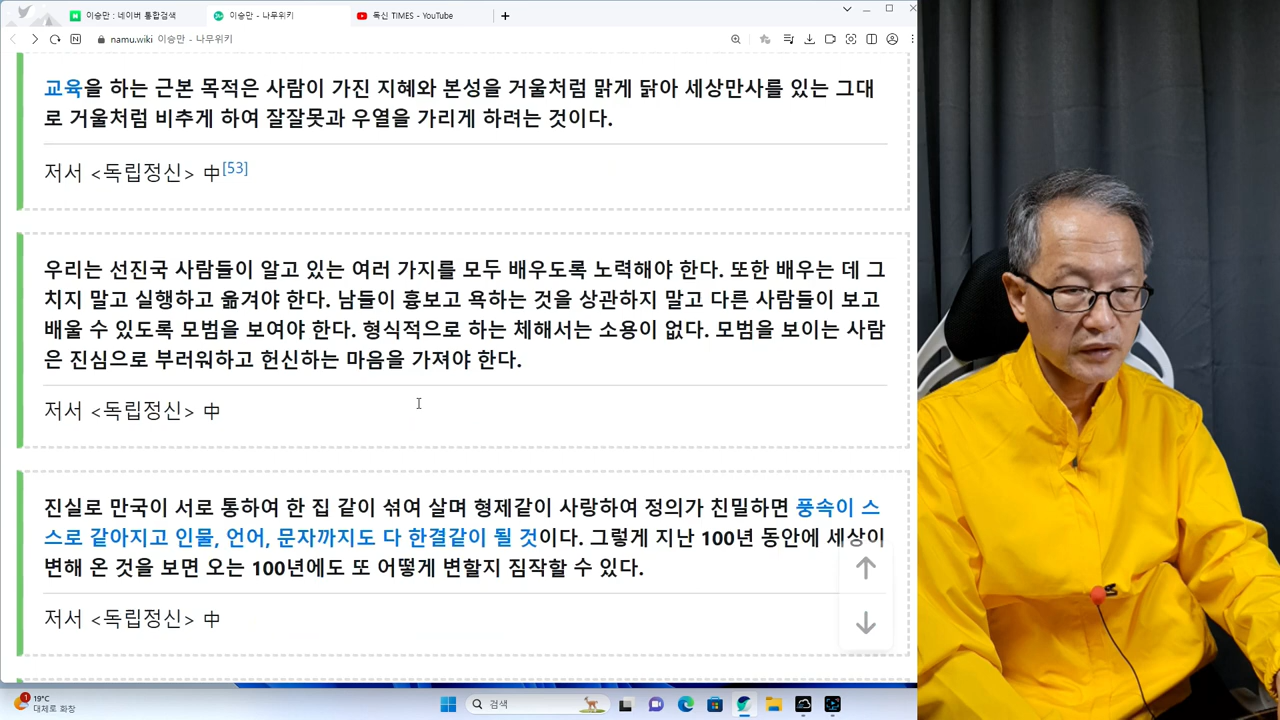 이승만 : 네이버 통합검색
이승만 - 나무위키
독신 TIMES - YouTube
namu.wiki 이승만 - 나무위키
교육을 하는 근본 목적은 사람이 가진 지혜와 본성을 거울처럼 맑게 닦아 세상만사를 있는 그대
로 거울처럼 비추게 하여 잘잘못과 우열을 가리게 하려는 것이다.
저서 <독립정신> 中[53]
우리는 선진국 사람들이 알고 있는 여러 가지를 모두 배우도록 노력해야 한다. 또한 배우는 데 그
치지 말고 실행하고 옮겨야 한다. 남들이 흉보고 욕하는 것을 상관하지 말고 다른 사람들이 보고
배울 수 있도록 모범을 보여야 한다. 형식적으로 하는 체해서는 소용이 없다. 모범을 보이는 사람
은 진심으로 부러워하고 헌신하는 마음을 가져야 한다.
저서 <독립정신> 中
진실로 만국이 서로 통하여 한 집 같이 섞여 살며 형제같이 사랑하여 정의가 친밀하면 풍속이 스
스로 같아지고 인물, 언어, 문자까지도 다 한결같이 될 것이다. 그렇게 지난 100년 동안에 세상이
변해 온 것을 보면 오는 100년에도 또 어떻게 변할지 짐작할 수 있다.
저서 <독립정신> 中
1
19°C
대체로 화창
검색